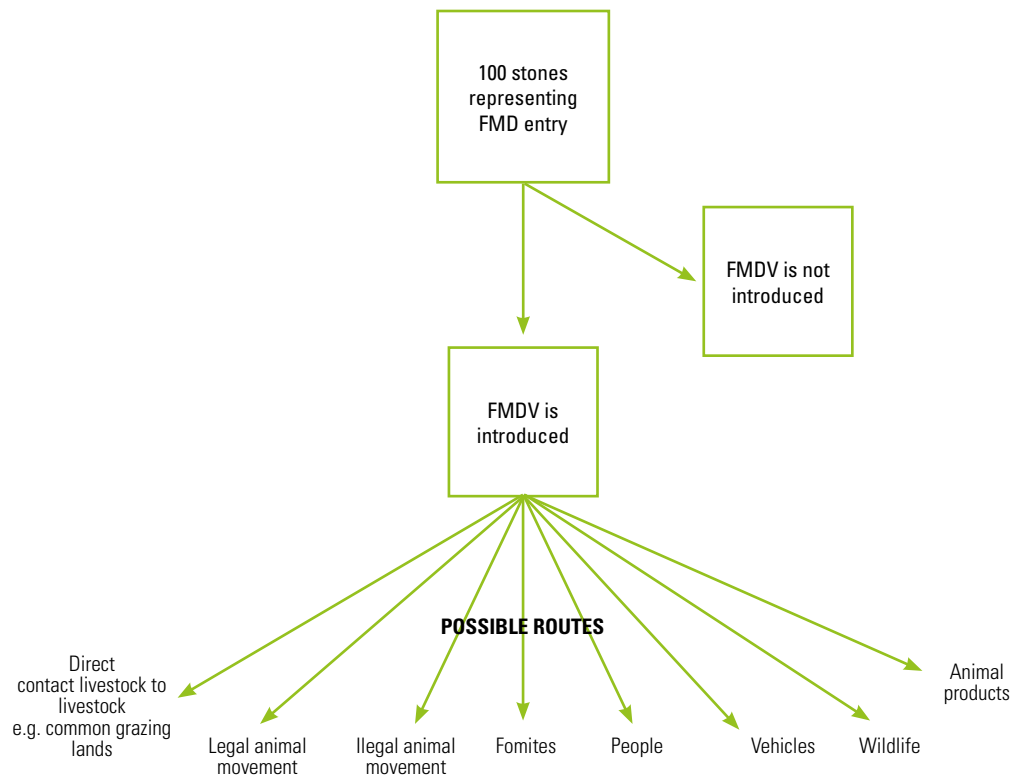 100 stones
representing
FMD entry
FMDV is not
introduced
FMDV is
introduced
POSSIBLE ROUTES
Direct
contact livestock to
livestock
e.g. common grazing
lands
Legal animal
movement
Ilegal animal
movement
Fomites
People
Vehicles
Wildlife
Animal
products